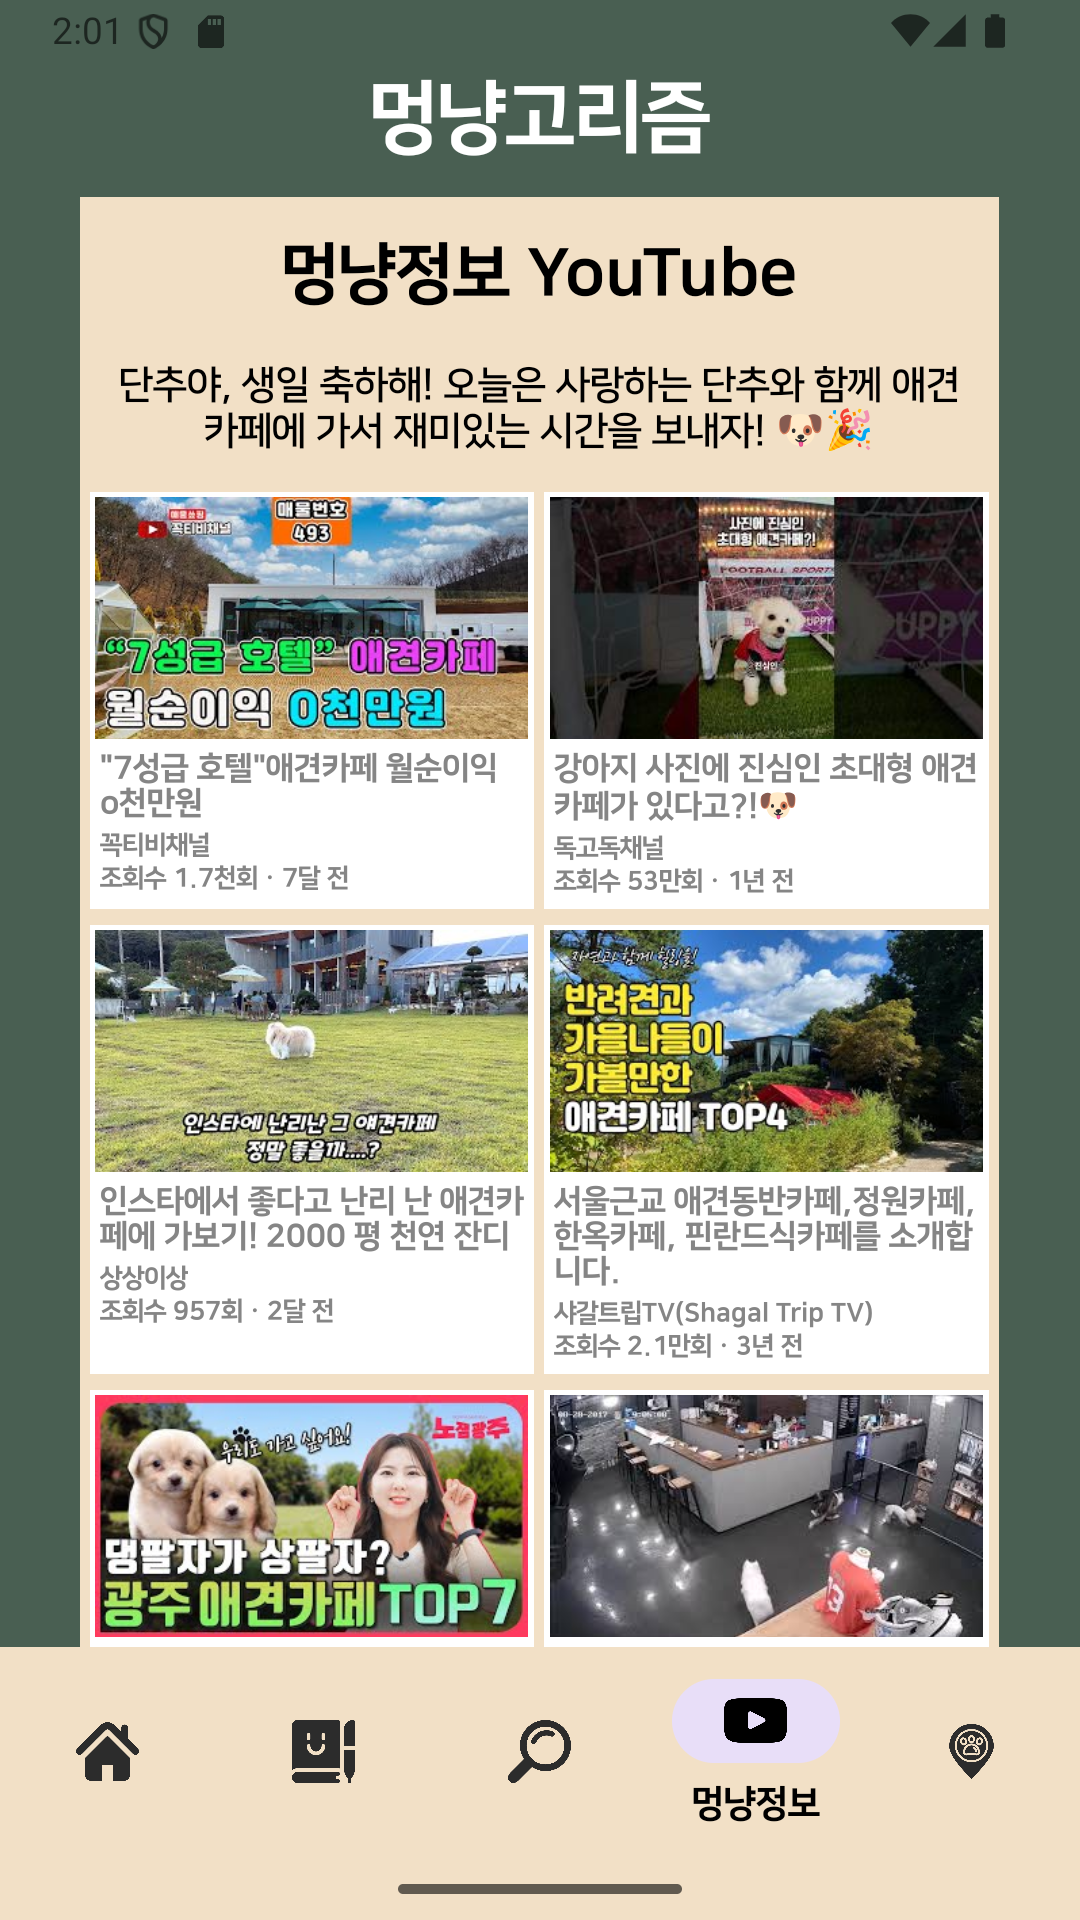 2:01
멍냥고리즘
멍냥정보 YouTube
단추야, 생일 축하해! 오늘은 사랑하는 단추와 함께 애견
카페에 가서 재미있는 시간을 보내자! 🐶🎉
매물번호
493
꼭티비채널
“7성급 호텔” 애견카페
월순이익 0천만원
"7성급 호텔"애견카페 월순이익
o천만원
꼭티비채널
조회수 1.7천회 · 7달 전
사진에 진심인
초대형 애견카페?!
FOOTBALL SPORT
PUPPY
진심인
강아지 사진에 진심인 초대형 애견
카페가 있다고?!🐶
독고독채널
조회수 53만회 · 1년 전
인스타에 난리난 그 애견카페
정말 좋을까....?
인스타에서 좋다고 난리 난 애견카
페에 가보기! 2000 평 천연 잔디
상상이상
조회수 957회 · 2달 전
자연과 함께 힐링을!
반려견과
가을나들이
가볼만한
애견카페 TOP4
서울근교 애견동반카페,정원카페,
한옥카페, 핀란드식카페를 소개합
니다.
샤갈트립TV(Shagal Trip TV)
조회수 2.1만회 · 3년 전
우리도 가고 싶어요!
노잼광주
댕팔자가 상팔자?
광주 애견카페TOP7
멍냥정보